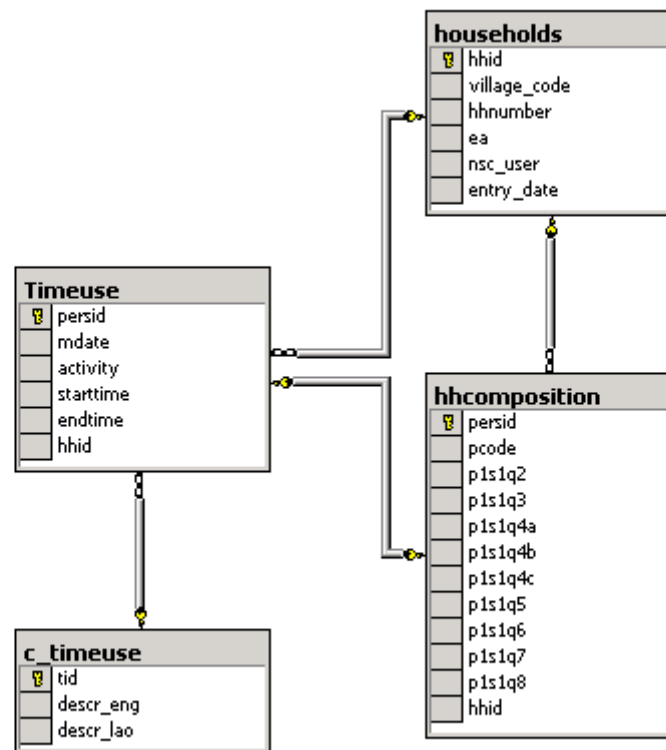 households
hhid
village_code
hhnumber
ea
nsc_user
entry_date
Timeuse
persid
mdate
activity
starttime
endtime
hhid
hhcomposition
persid
pcode
p1s1q2
p1s1q3
p1s1q4a
p1s1q4b
p1s1q4c
p1s1q5
p1s1q6
p1s1q7
p1s1q8
hhid
c_timeuse
tid
descr_eng
descr_lao